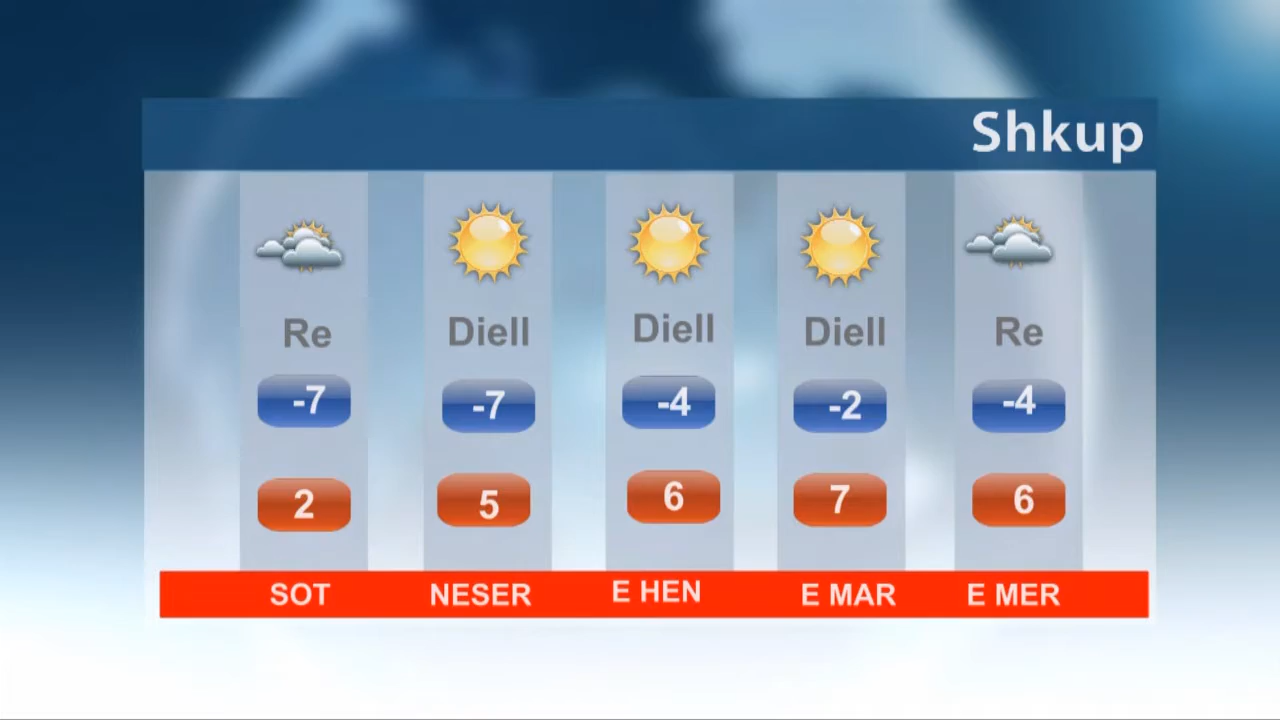 Shkup
Re Diell Diell Diell Re
-7 -7 -4 -2 -4
2 5 6 7 6
SOT NESER E HEN E MAR E MER